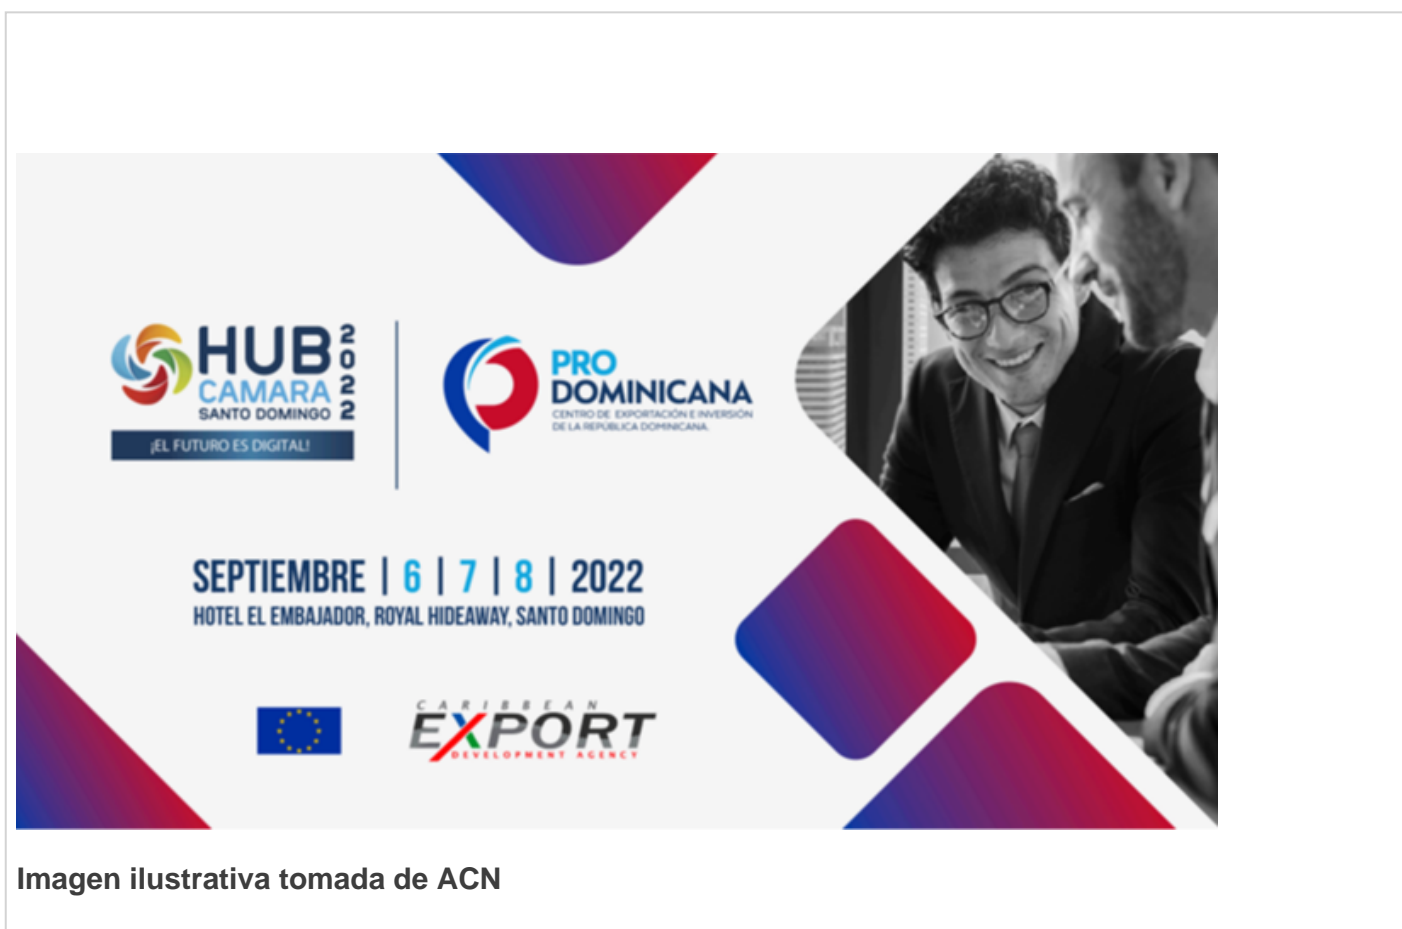 HUB 2022
CAMARA
SANTO DOMINGO
¡EL FUTURO ES DIGITAL!
PRO
DOMINICANA
CENTRO DE EXPORTACIÓN E INVERSIÓN
DE LA REPÚBLICA DOMINICANA.
SEPTIEMBRE | 6 | 7 | 8 | 2022
HOTEL EL EMBAJADOR, ROYAL HIDEAWAY, SANTO DOMINGO
CARIBBEAN
EXPORT
DEVELOPMENT AGENCY
Imagen ilustrativa tomada de ACN